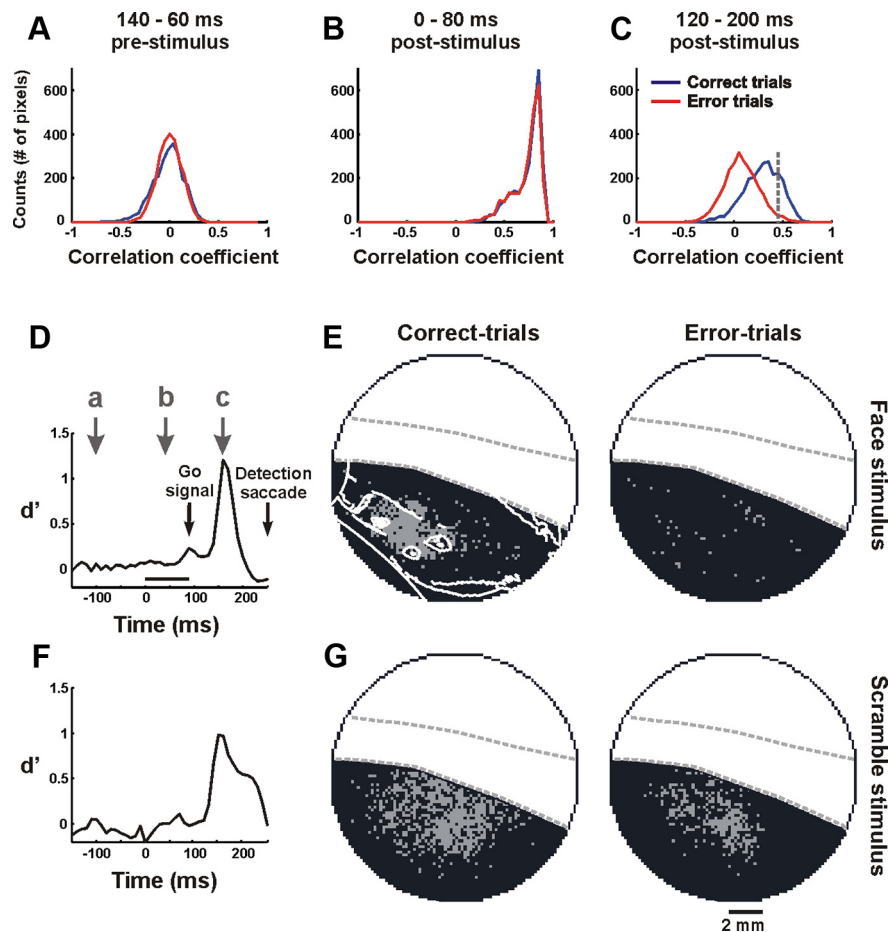 A
140 - 60 ms
pre-stimulus
B
0 - 80 ms
post-stimulus
C
120 - 200 ms
post-stimulus
Counts (# of pixels)
600
400
200
0
-1 -0.5 0 0.5 1
Correlation coefficient
600
400
200
0
-1 -0.5 0 0.5 1
Correlation coefficient
Correct trials
Error trials
600
400
200
0
-1 -0.5 0 0.5 1
Correlation coefficient
D
a b c
1.5
1
0.5
0
d'
Go
signal
Detection
saccade
-100 0 100 200
Time (ms)
E
Correct-trials
Error-trials
Face stimulus
F
1.5
1
0.5
0
d'
-100 0 100 200
Time (ms)
G
Scramble stimulus
2 mm